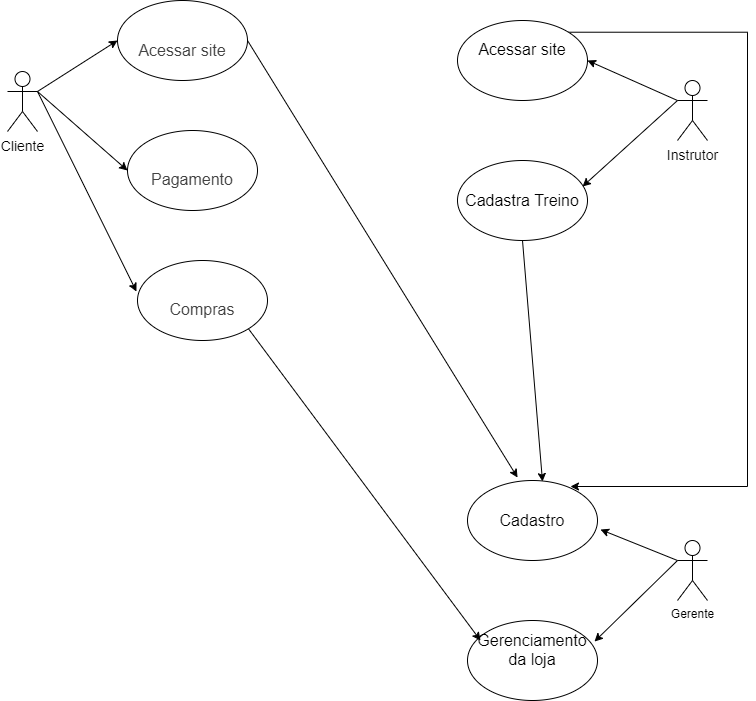 Acessar site
Cliente
Pagamento
Compras
Acessar site
Instrutor
Cadastra Treino
Cadastro
Gerente
Gerenciamento
da loja